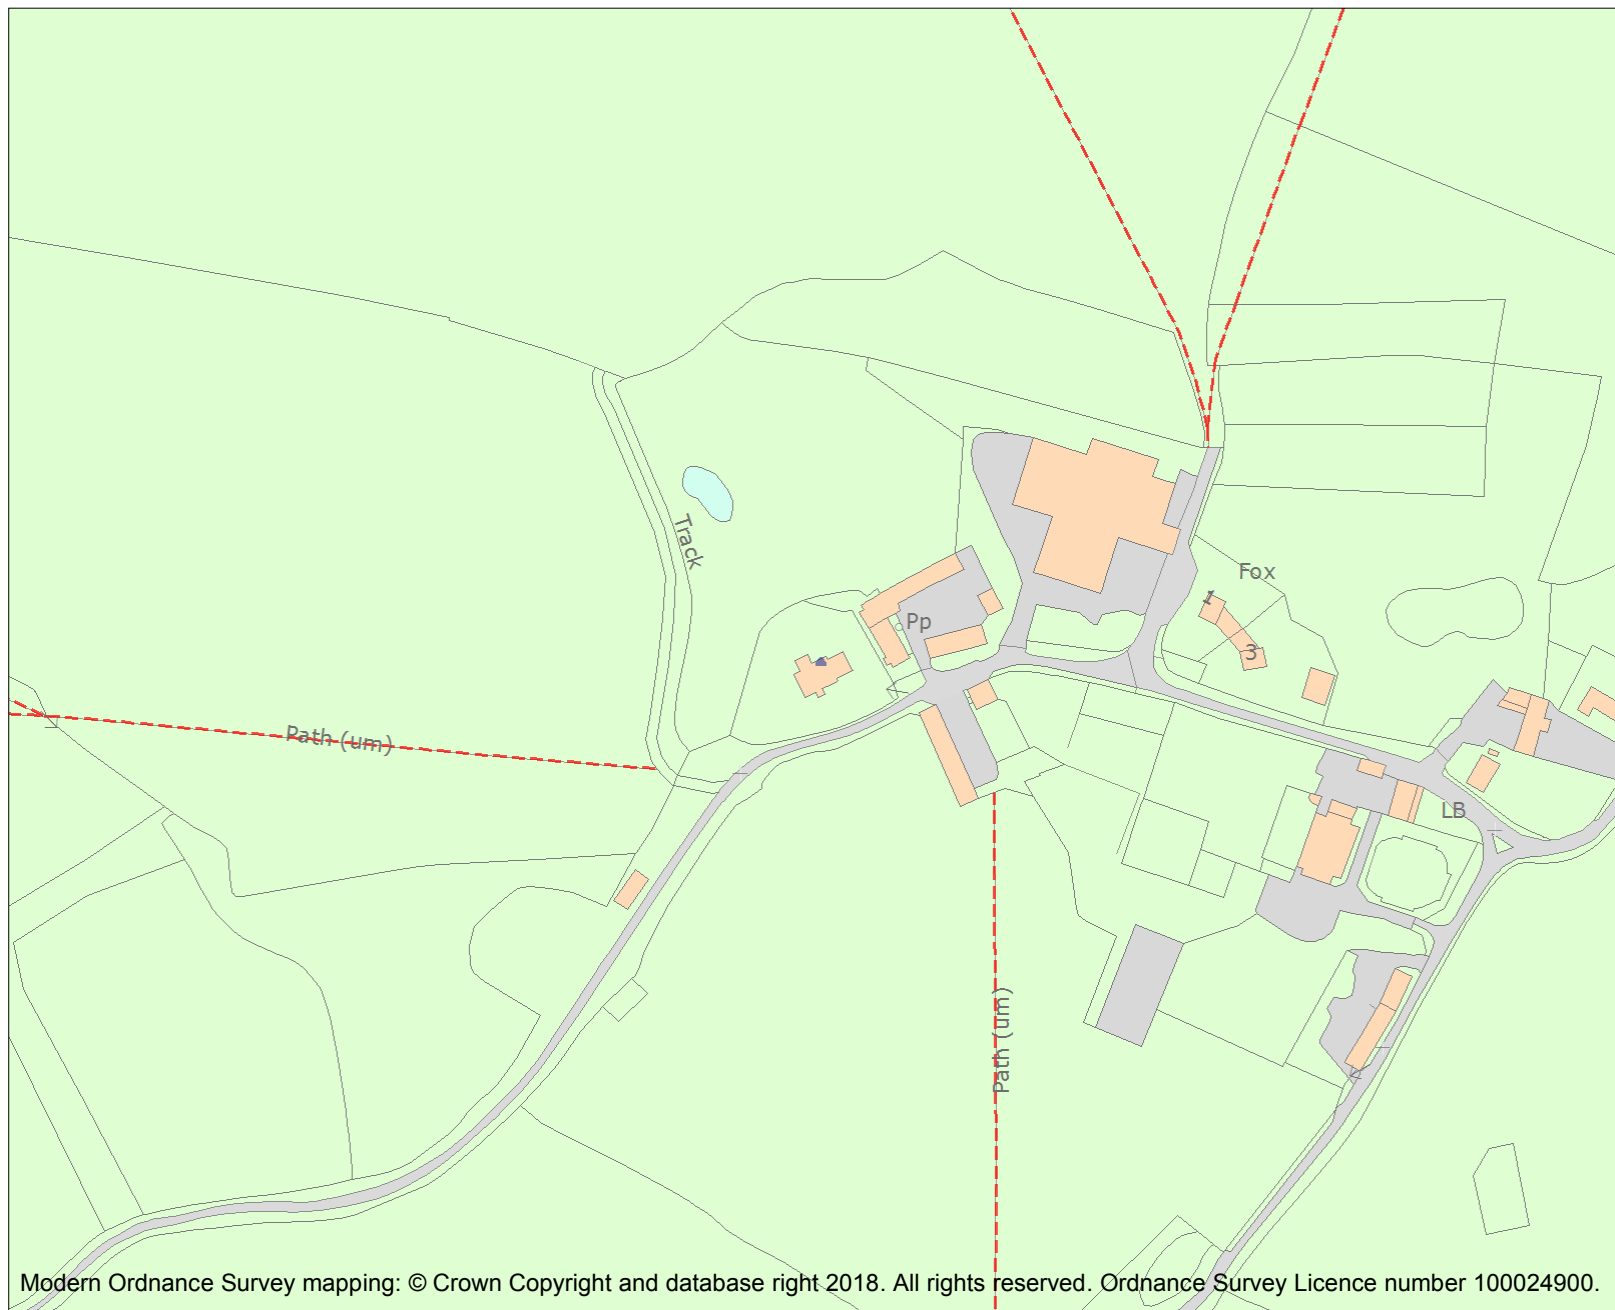 Track
Fox
1
Pp
3
Path (um)
LB
Path (um)
2
Modern Ordnance Survey mapping: © Crown Copyright and database right 2018. All rights reserved. Ordnance Survey Licence number 100024900.